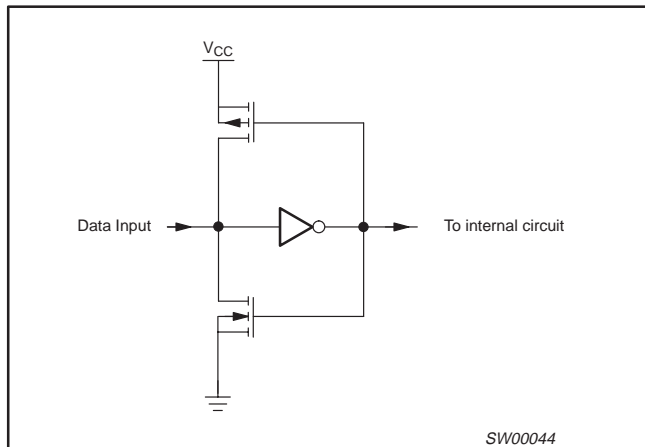 VCC
Data Input
To internal circuit
SW00044